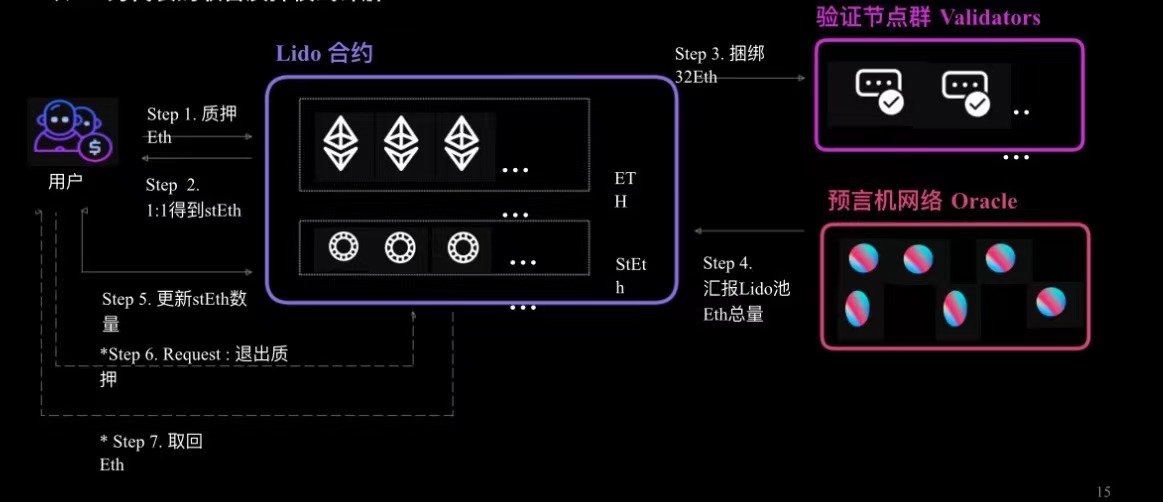 验证节点群 Validators
Lido 合约
Step 3. 捆绑
32Eth
Step 1. 质押
Eth
用户
Step 2.
1:1得到stEth
ET
H
StEt
h
预言机网络 Oracle
Step 4.
汇报Lido池
Eth总量
Step 5. 更新stEth数
量
*Step 6. Request : 退出质
押
* Step 7. 取回
Eth
15